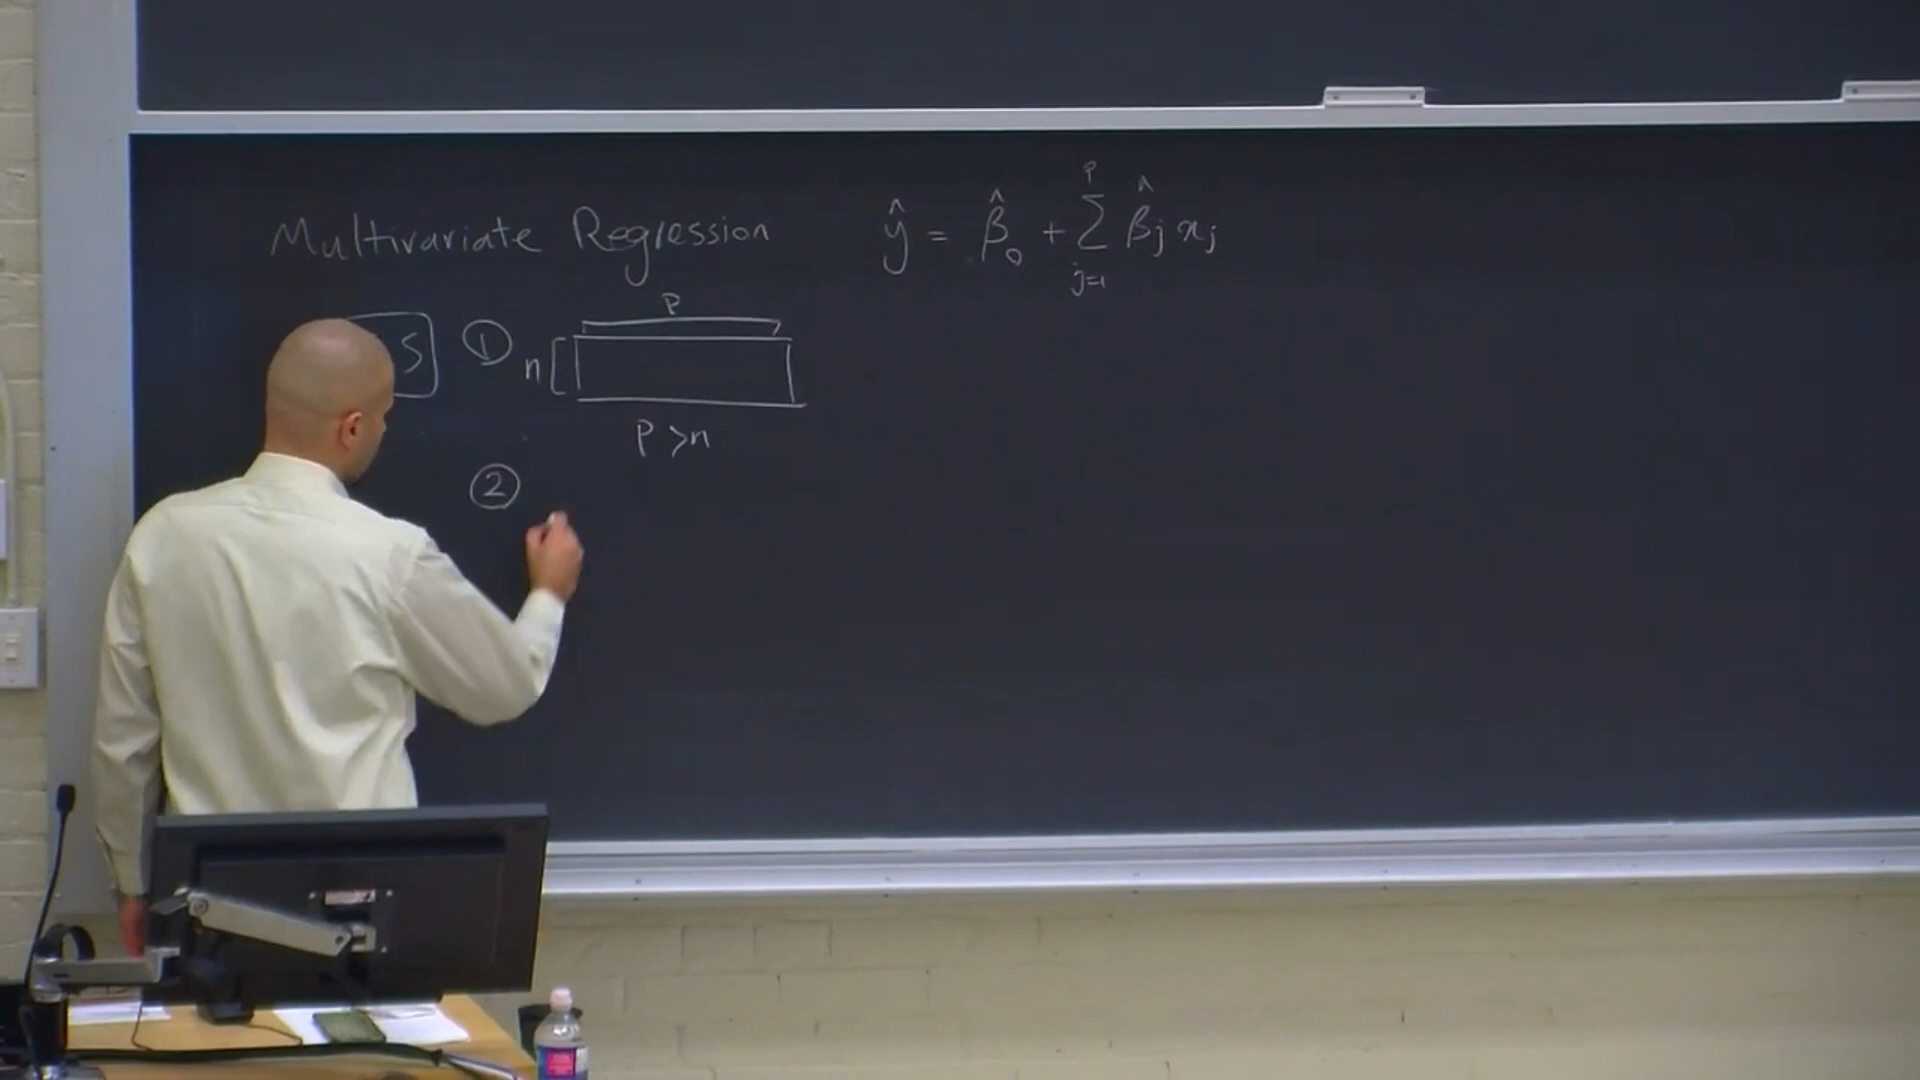 Multivariate Regression ŷ = β̂₀ + Σ β̂j xj
p
j=1
S ① n p
p > n
②